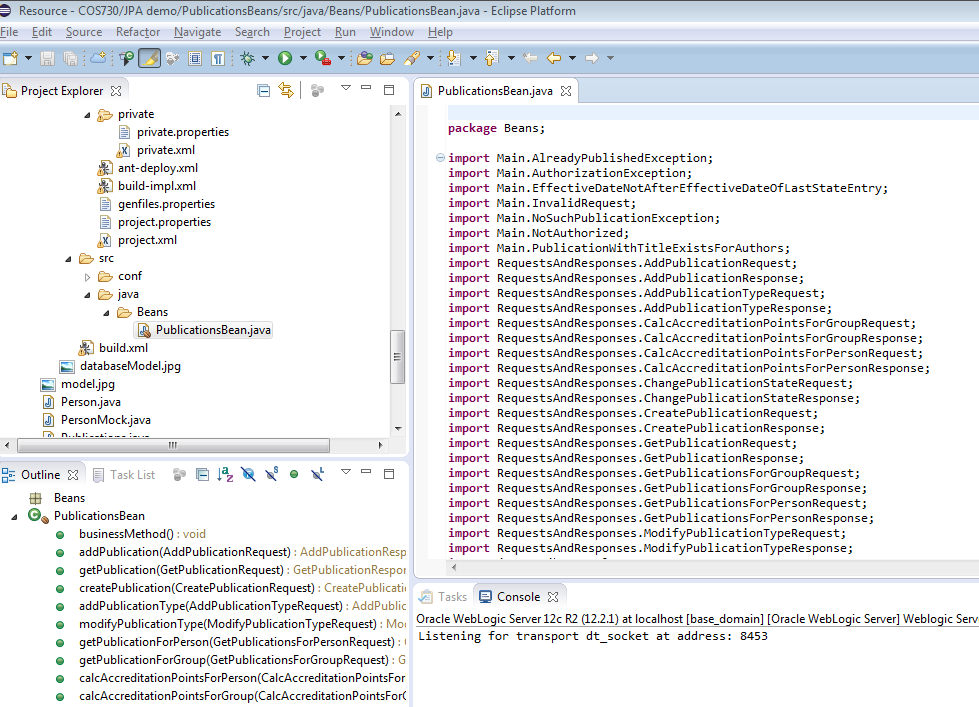 Resource - COS730/JPA demo/PublicationsBeans/src/java/Beans/PublicationsBean.java - Eclipse Platform
File Edit Source Refactor Navigate Search Project Run Window Help
Project Explorer
private
private.properties
private.xml
ant-deploy.xml
build-impl.xml
genfiles.properties
project.properties
project.xml
src
conf
java
Beans
PublicationsBean.java
build.xml
databaseModel.jpg
model.jpg
Person.java
PersonMock.java
Outline Task List
Beans
PublicationsBean
businessMethod() : void
addPublication(AddPublicationRequest) : AddPublicationResp
getPublication(GetPublicationRequest) : GetPublicationRespor
createPublication(CreatePublicationRequest) : CreatePublicatic
addPublicationType(AddPublicationTypeRequest) : AddPublic
modifyPublicationType(ModifyPublicationTypeRequest) : Mod
getPublicationForPerson(GetPublicationsForPersonRequest) :
getPublicationForGroup(GetPublicationsForGroupRequest) : G
calcAccreditationPointsForPerson(CalcAccreditationPointsFor
calcAccreditationPointsForGroup(CalcAccreditationPointsForG
PublicationsBean.java
package Beans;
import Main.AlreadyPublishedException;
import Main.AuthorizationException;
import Main.EffectiveDateNotAfterEffectiveDateOfLastStateEntry;
import Main.InvalidRequest;
import Main.NoSuchPublicationException;
import Main.NotAuthorized;
import Main.PublicationWithTitleExistsForAuthors;
import RequestsAndResponses.AddPublicationRequest;
import RequestsAndResponses.AddPublicationResponse;
import RequestsAndResponses.AddPublicationTypeRequest;
import RequestsAndResponses.AddPublicationTypeResponse;
import RequestsAndResponses.CalcAccreditationPointsForGroupRequest;
import RequestsAndResponses.CalcAccreditationPointsForGroupResponse;
import RequestsAndResponses.CalcAccreditationPointsForPersonRequest;
import RequestsAndResponses.CalcAccreditationPointsForPersonResponse;
import RequestsAndResponses.ChangePublicationStateRequest;
import RequestsAndResponses.ChangePublicationStateResponse;
import RequestsAndResponses.CreatePublicationRequest;
import RequestsAndResponses.CreatePublicationResponse;
import RequestsAndResponses.GetPublicationRequest;
import RequestsAndResponses.GetPublicationResponse;
import RequestsAndResponses.GetPublicationsForGroupRequest;
import RequestsAndResponses.GetPublicationsForGroupResponse;
import RequestsAndResponses.GetPublicationsForPersonRequest;
import RequestsAndResponses.GetPublicationsForPersonResponse;
import RequestsAndResponses.ModifyPublicationTypeRequest;
import RequestsAndResponses.ModifyPublicationTypeResponse;
Tasks Console
Oracle WebLogic Server 12c R2 (12.2.1) at localhost [base_domain] [Oracle WebLogic Server] Weblogic Serv
Listening for transport dt_socket at address: 8453